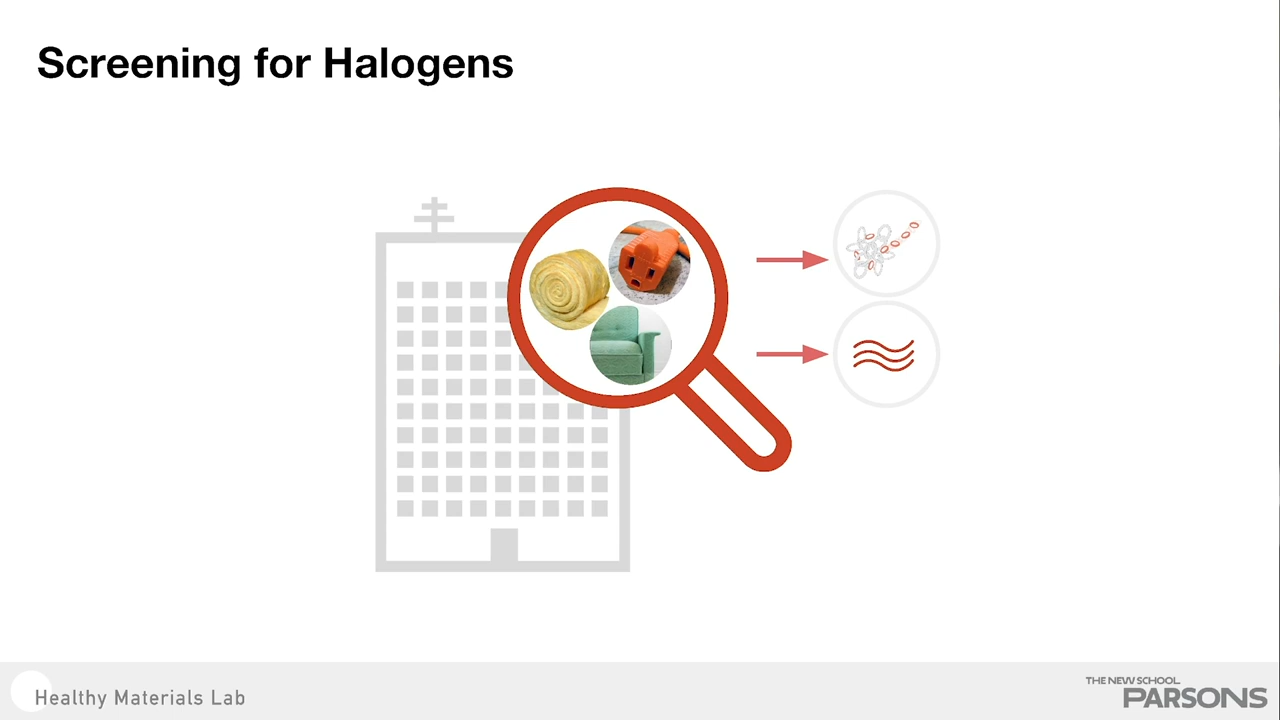 Screening for Halogens
Healthy Materials Lab
THE NEW SCHOOL
PARSONS